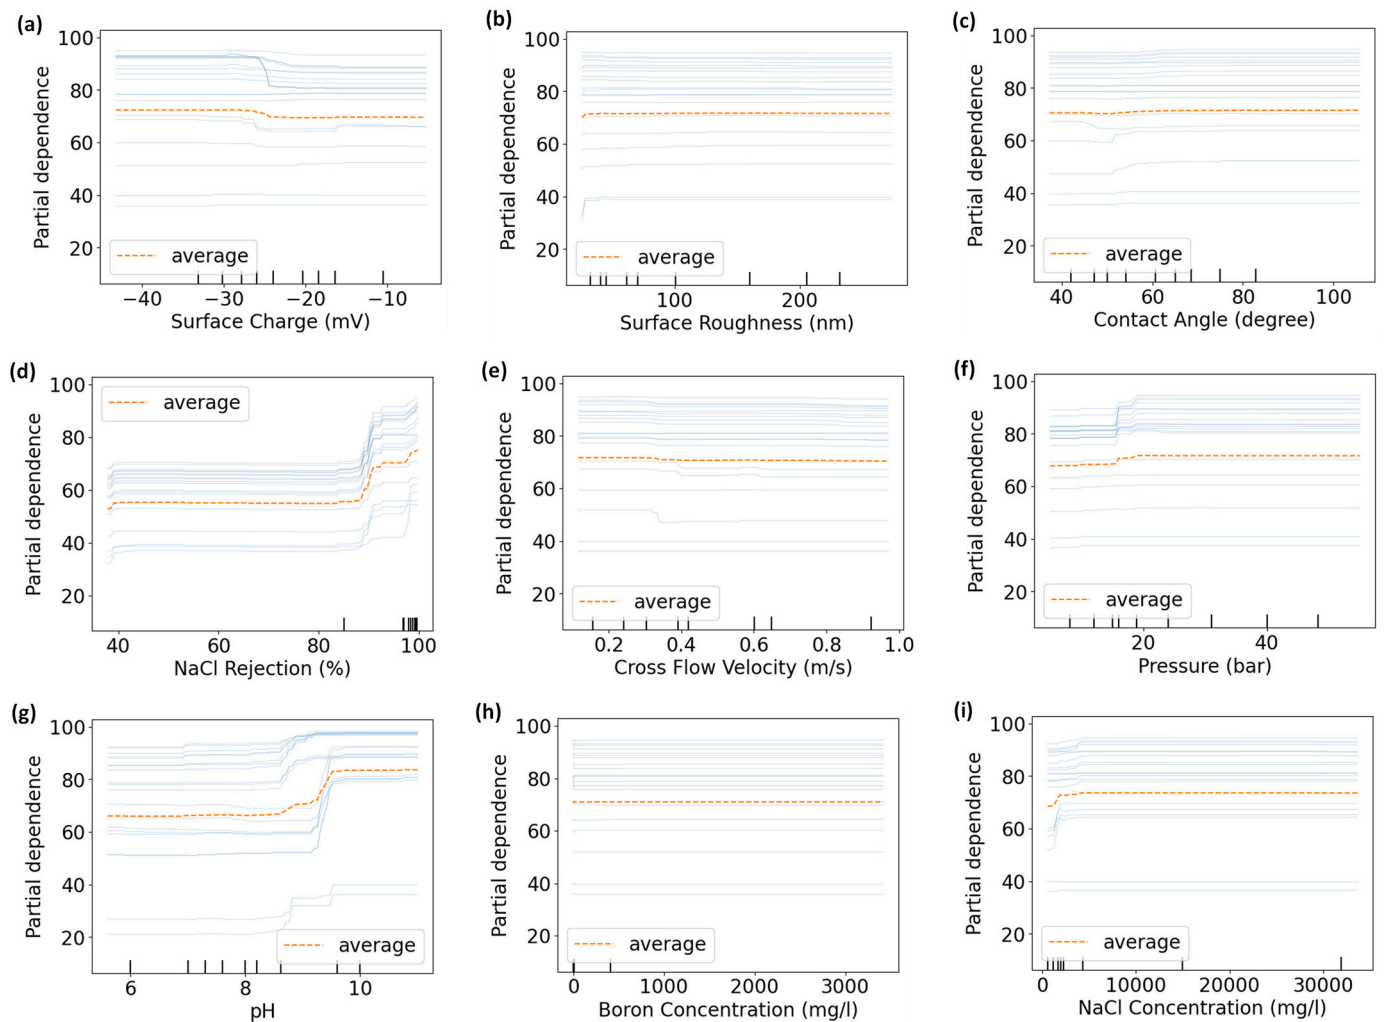 (a)
Partial dependence
100
80
60
40
20
average
−40 −30 −20 −10
Surface Charge (mV)
(b)
Partial dependence
100
80
60
40
20
average
100 200
Surface Roughness (nm)
(c)
Partial dependence
100
80
60
40
20
average
40 60 80 100
Contact Angle (degree)
(d)
Partial dependence
100
80
60
40
20
average
40 60 80 100
NaCl Rejection (%)
(e)
Partial dependence
100
80
60
40
20
average
0.2 0.4 0.6 0.8 1.0
Cross Flow Velocity (m/s)
(f)
Partial dependence
100
80
60
40
20
average
20 40
Pressure (bar)
(g)
Partial dependence
100
80
60
40
20
average
6 8 10
pH
(h)
Partial dependence
100
80
60
40
20
average
0 1000 2000 3000
Boron Concentration (mg/l)
(i)
Partial dependence
100
80
60
40
20
average
0 10000 20000 30000
NaCl Concentration (mg/l)